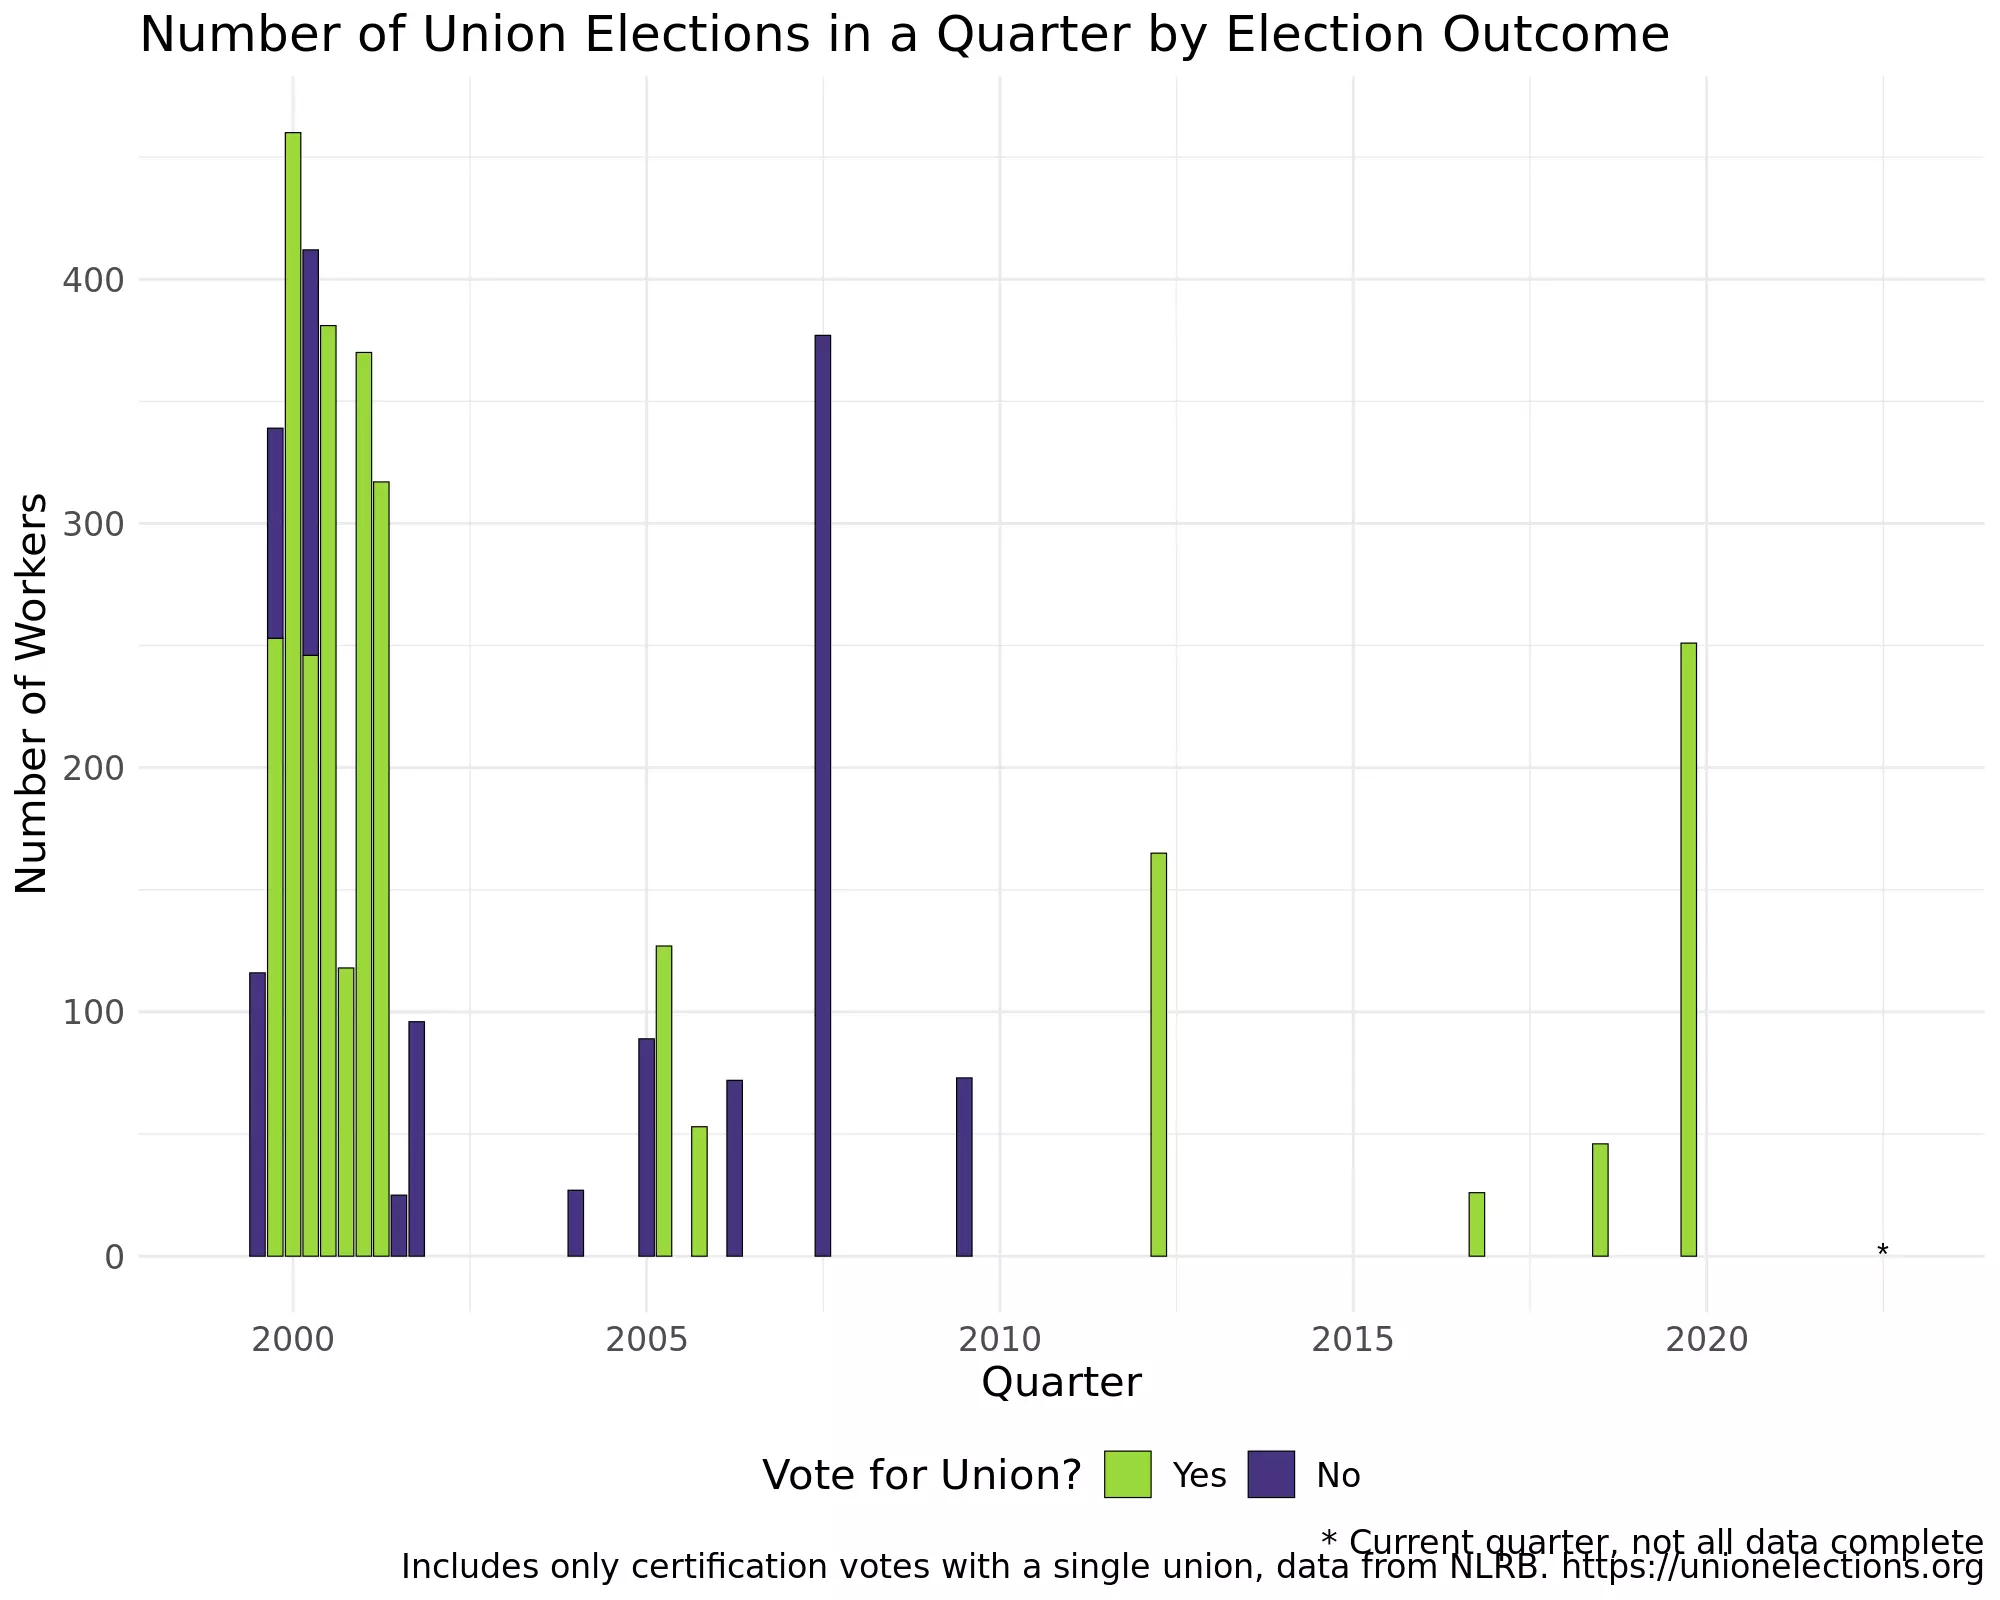 Number of Union Elections in a Quarter by Election Outcome
Number of Workers
400
300
200
100
0
*
2000 2005 2010 2015 2020
Quarter
Vote for Union? Yes No
* Current quarter, not all data complete
Includes only certification votes with a single union, data from NLRB. https://unionelections.org